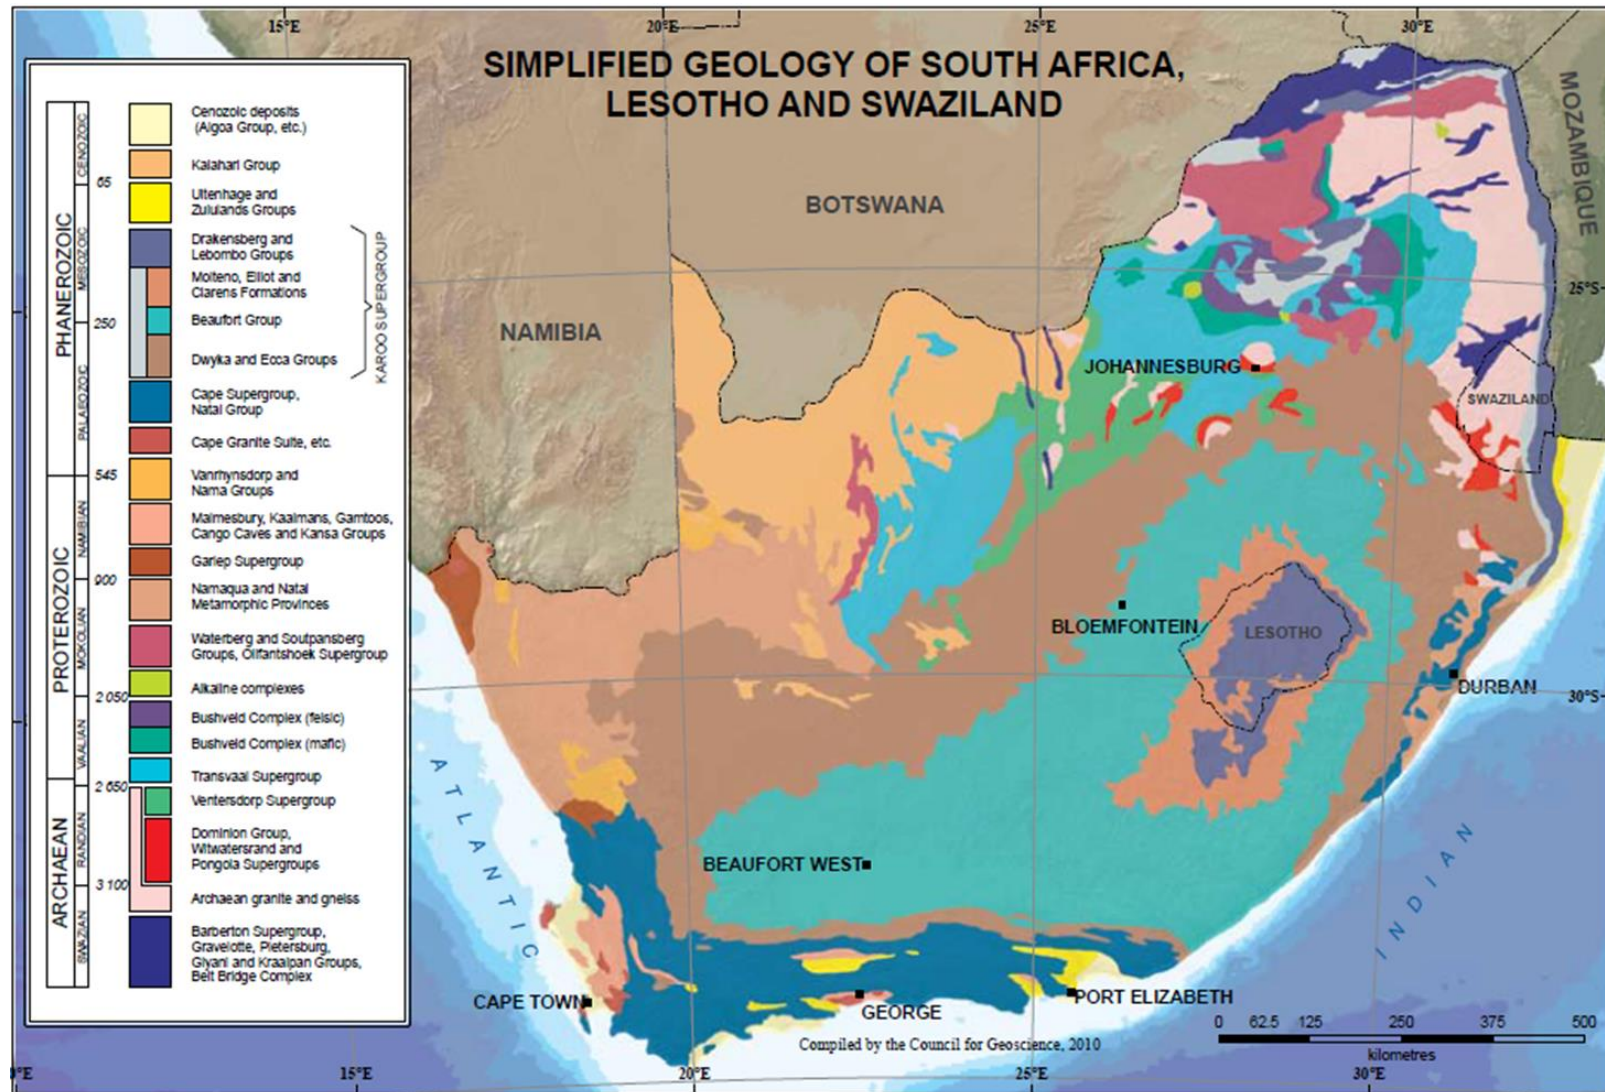 15°E
20°E
25°E
30°E
SIMPLIFIED GEOLOGY OF SOUTH AFRICA,
LESOTHO AND SWAZILAND
PHANEROZOIC
PROTEROZOIC
ARCHAEAN
CENOZOIC
MESOZOIC
PALAEOZOIC
NAMIBIAN
MOKOLIAN
VAALIAN
RANDIAN
SWAZIAN
65
250
545
900
2 050
2 650
3 100
Cenozoic deposits
(Algoa Group, etc.)
Kalahari Group
Uitenhage and
Zululands Groups
Drakensberg and
Lebombo Groups
Molteno, Elliot and
Clarens Formations
Beaufort Group
Dwyka and Ecca Groups
KAROO SUPERGROUP
Cape Supergroup,
Natal Group
Cape Granite Suite, etc.
Vanrhynsdorp and
Nama Groups
Malmesbury, Kaaimans, Gamtoos,
Cango Caves and Kansa Groups
Gariep Supergroup
Namaqua and Natal
Metamorphic Provinces
Waterberg and Soutpansberg
Groups, Olifantshoek Supergroup
Alkaline complexes
Bushveld Complex (felsic)
Bushveld Complex (mafic)
Transvaal Supergroup
Ventersdorp Supergroup
Dominion Group,
Witwatersrand and
Pongola Supergroups
Archaean granite and gneiss
Barberton Supergroup,
Gravelotte, Pietersburg,
Giyani and Kraaipan Groups,
Beit Bridge Complex
MOZAMBIQUE
BOTSWANA
NAMIBIA
25°S
JOHANNESBURG
SWAZILAND
BLOEMFONTEIN
LESOTHO
DURBAN
30°S
ATLANTIC
BEAUFORT WEST
INDIAN
CAPE TOWN
GEORGE
PORT ELIZABETH
Compiled by the Council for Geoscience, 2010
0 62.5 125 250 375 500
kilometres
0°E
15°E
20°E
25°E
30°E